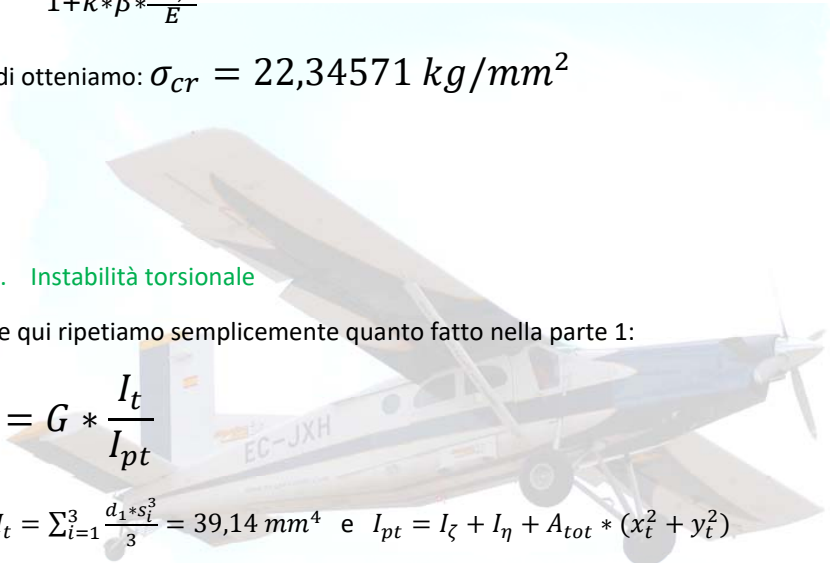 1+k*β*
E
di otteniamo: σ_cr = 22,34571 kg/mm²
. Instabilità torsionale
e qui ripetiamo semplicemente quanto fatto nella parte 1:
= G * I_t / I_pt
EC-JXH
I_t = ∑_{i=1}^{3} (d_1*s_i^3)/3 = 39,14 mm⁴ e I_pt = I_ζ + I_η + A_tot * (x_t² + y_t²)